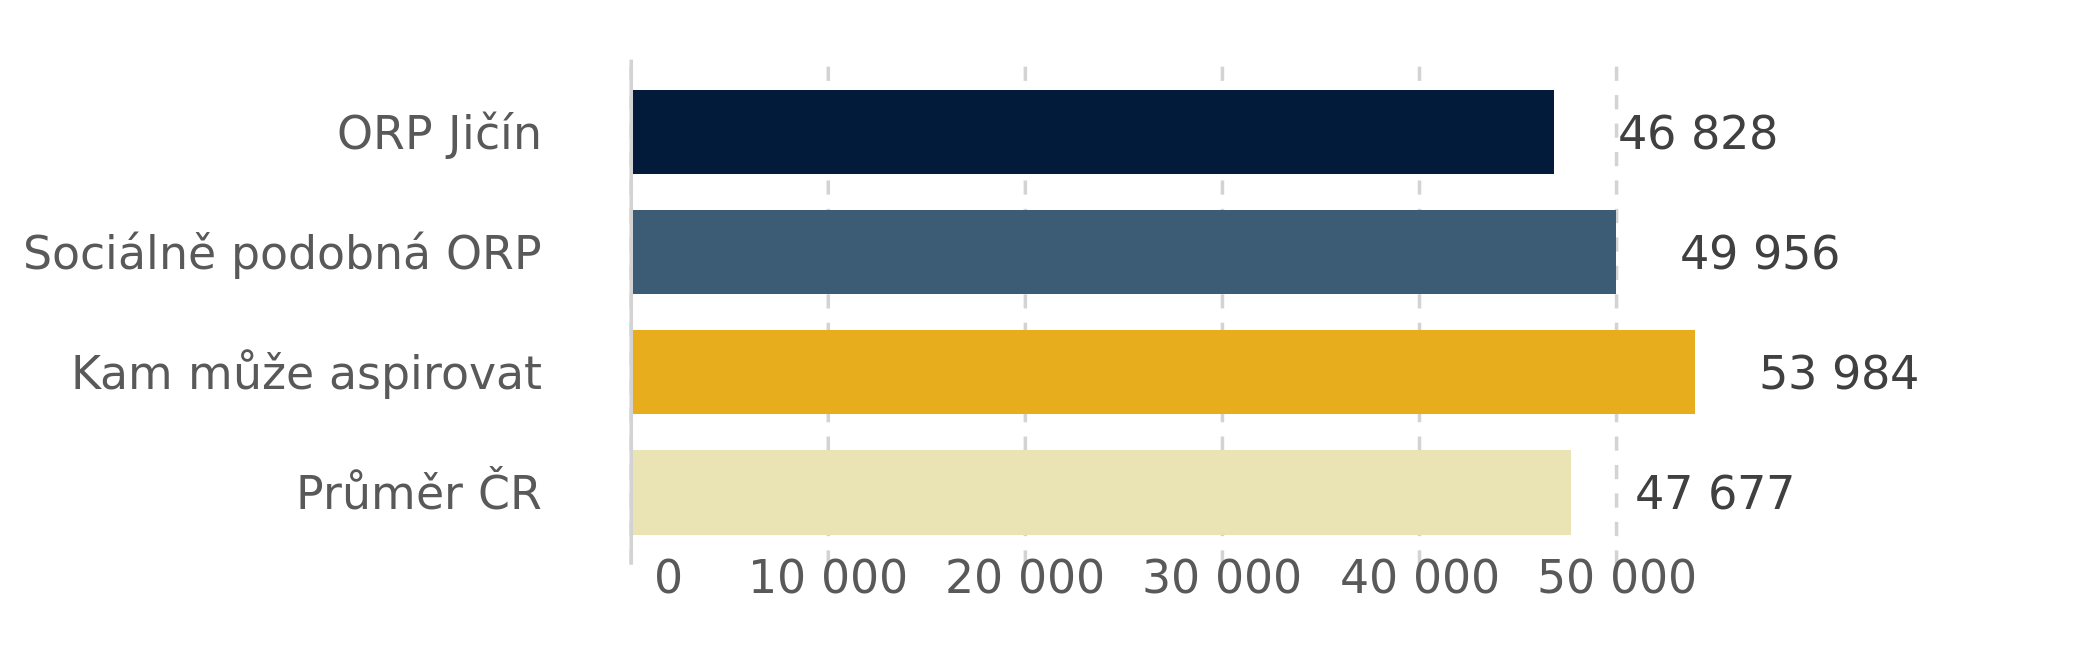 ORP Jičín 46 828
Sociálně podobná ORP 49 956
Kam může aspirovat 53 984
Průměr ČR 47 677
0 10 000 20 000 30 000 40 000 50 000